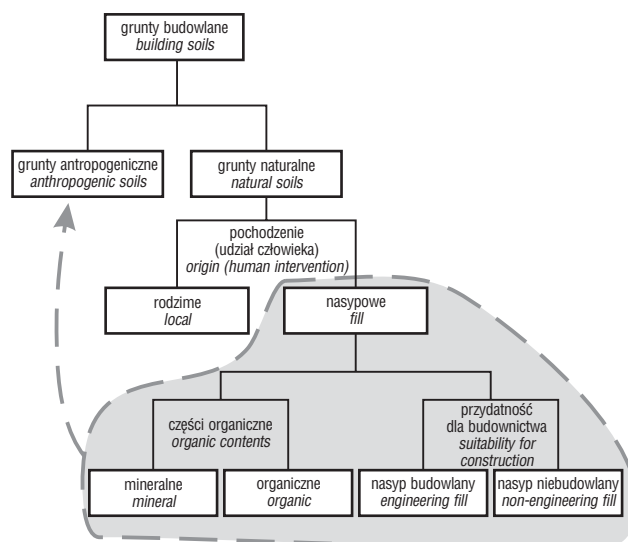 grunty budowlane
building soils
grunty antropogeniczne
anthropogenic soils
grunty naturalne
natural soils
pochodzenie
(udział człowieka)
origin (human intervention)
rodzime
local
nasypowe
fill
części organiczne
organic contents
przydatność
dla budownictwa
suitability for
construction
mineralne
mineral
organiczne
organic
nasyp budowlany
engineering fill
nasyp niebudowlany
non-engineering fill